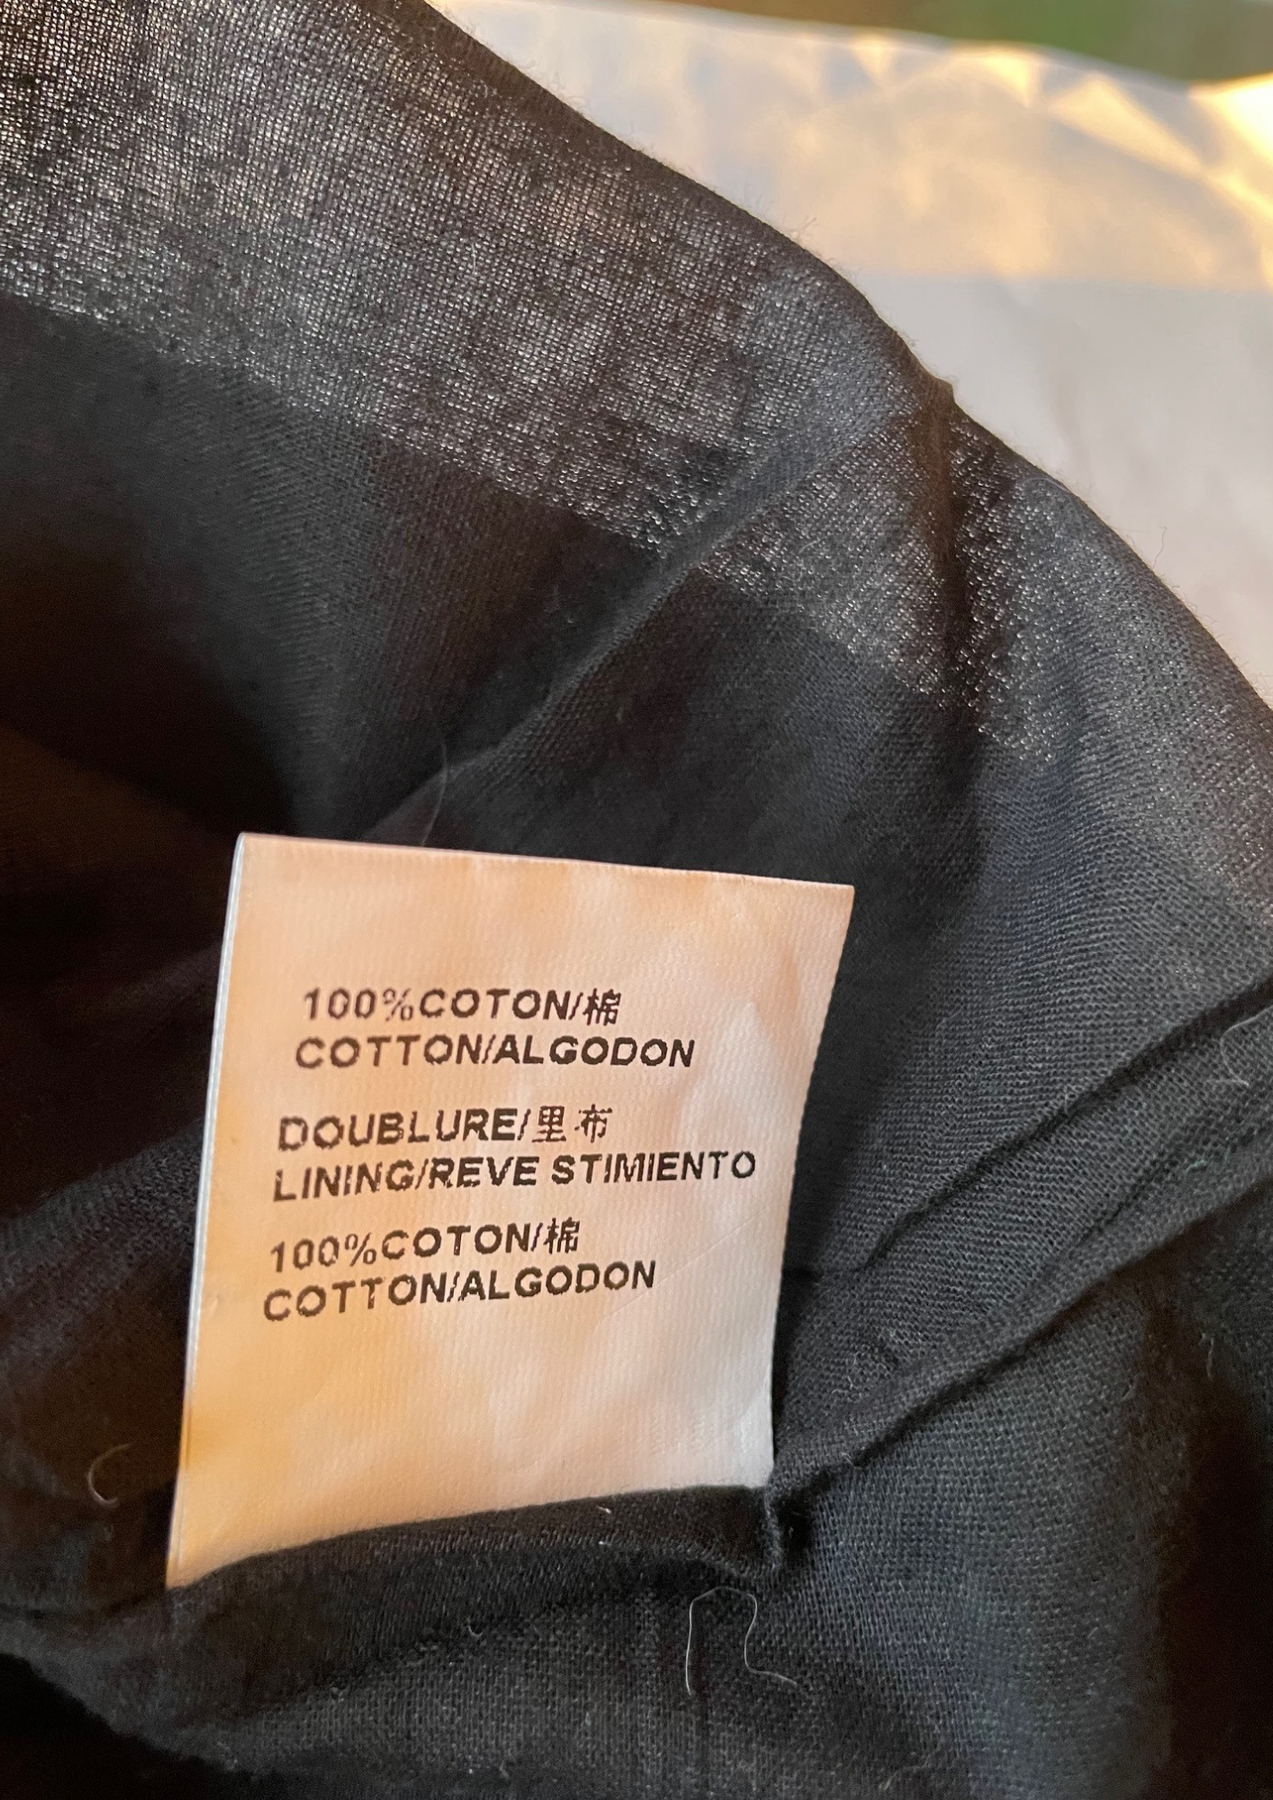 100%COTON/棉
COTTON/ALGODON
DOUBLURE/里布
LINING/REVE STIMIENTO
100%COTON/棉
COTTON/ALGODON